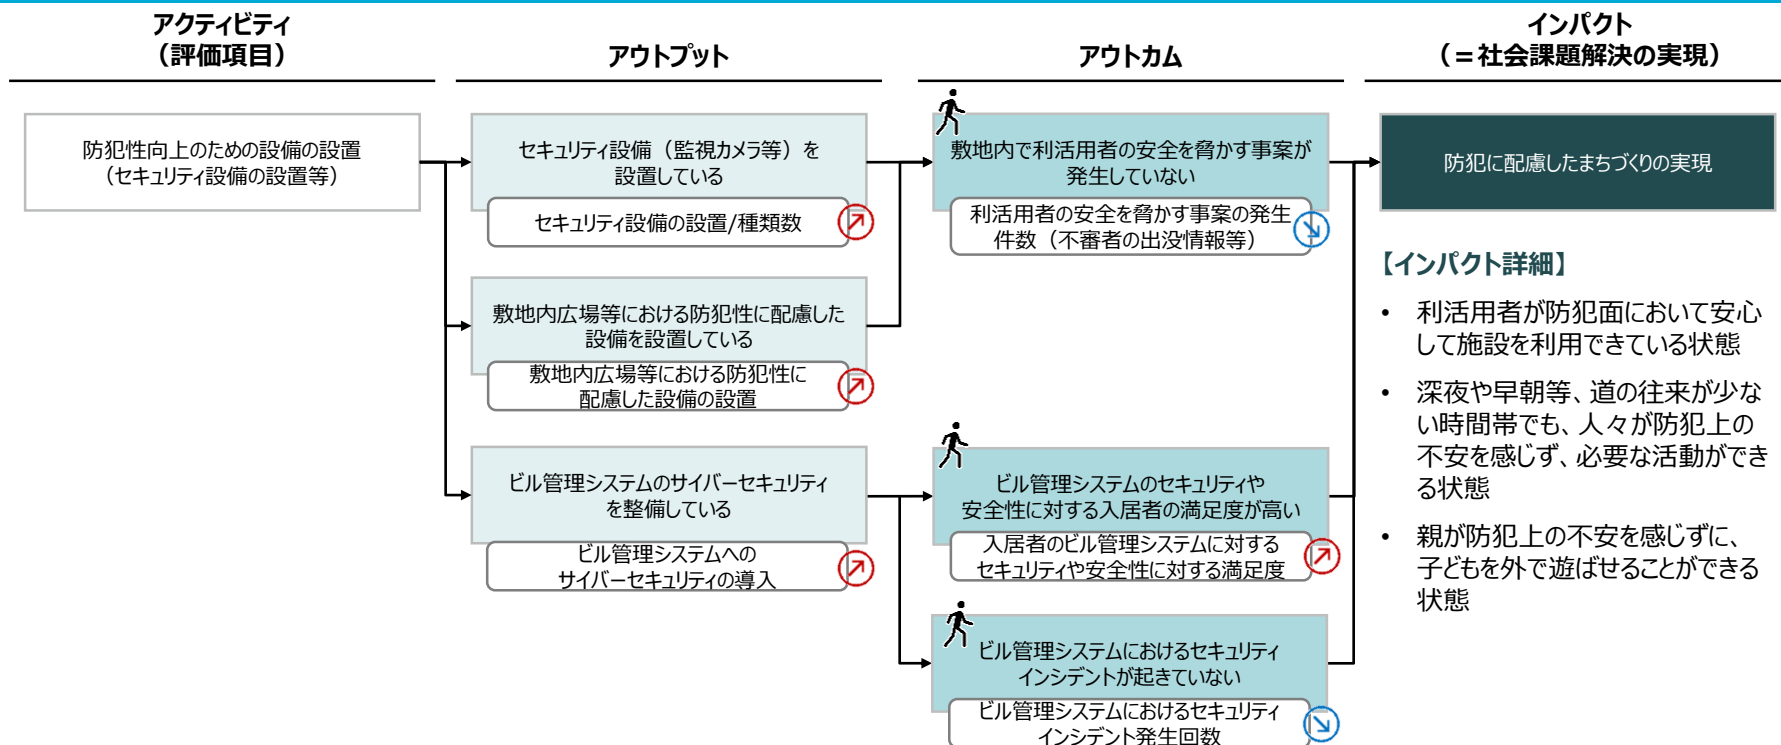 アクティビティ
（評価項目）
アウトプット
アウトカム
インパクト
（＝社会課題解決の実現）
防犯性向上のための設備の設置
（セキュリティ設備の設置等）
セキュリティ設備（監視カメラ等）を
設置している
セキュリティ設備の設置/種類数
敷地内広場等における防犯性に配慮した
設備を設置している
敷地内広場等における防犯性に
配慮した設備の設置
ビル管理システムのサイバーセキュリティ
を整備している
ビル管理システムへの
サイバーセキュリティの導入
敷地内で利活用者の安全を脅かす事案が
発生していない
利活用者の安全を脅かす事案の発生
件数（不審者の出没情報等）
ビル管理システムのセキュリティや
安全性に対する入居者の満足度が高い
入居者のビル管理システムに対する
セキュリティや安全性に対する満足度
ビル管理システムにおけるセキュリティ
インシデントが起きていない
ビル管理システムにおけるセキュリティ
インシデント発生回数
防犯に配慮したまちづくりの実現
【インパクト詳細】
• 利活用者が防犯面において安心
して施設を利用できている状態
• 深夜や早朝等、道の往来が少な
い時間帯でも、人々が防犯上の
不安を感じず、必要な活動ができ
る状態
• 親が防犯上の不安を感じずに、
子どもを外で遊ばせることができる
状態